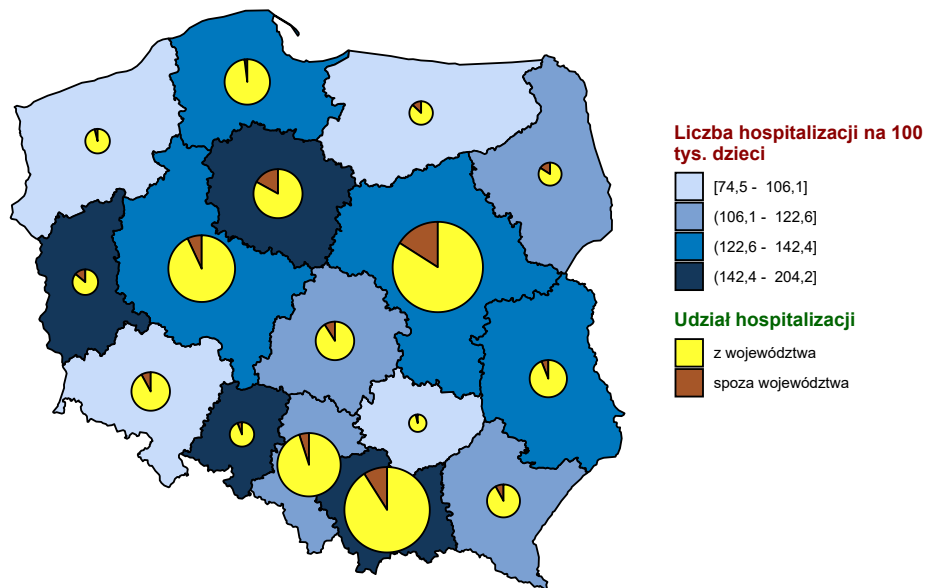 Liczba hospitalizacji na 100
tys. dzieci
[74,5 - 106,1]
(106,1 - 122,6]
(122,6 - 142,4]
(142,4 - 204,2]
Udział hospitalizacji
z województwa
spoza województwa